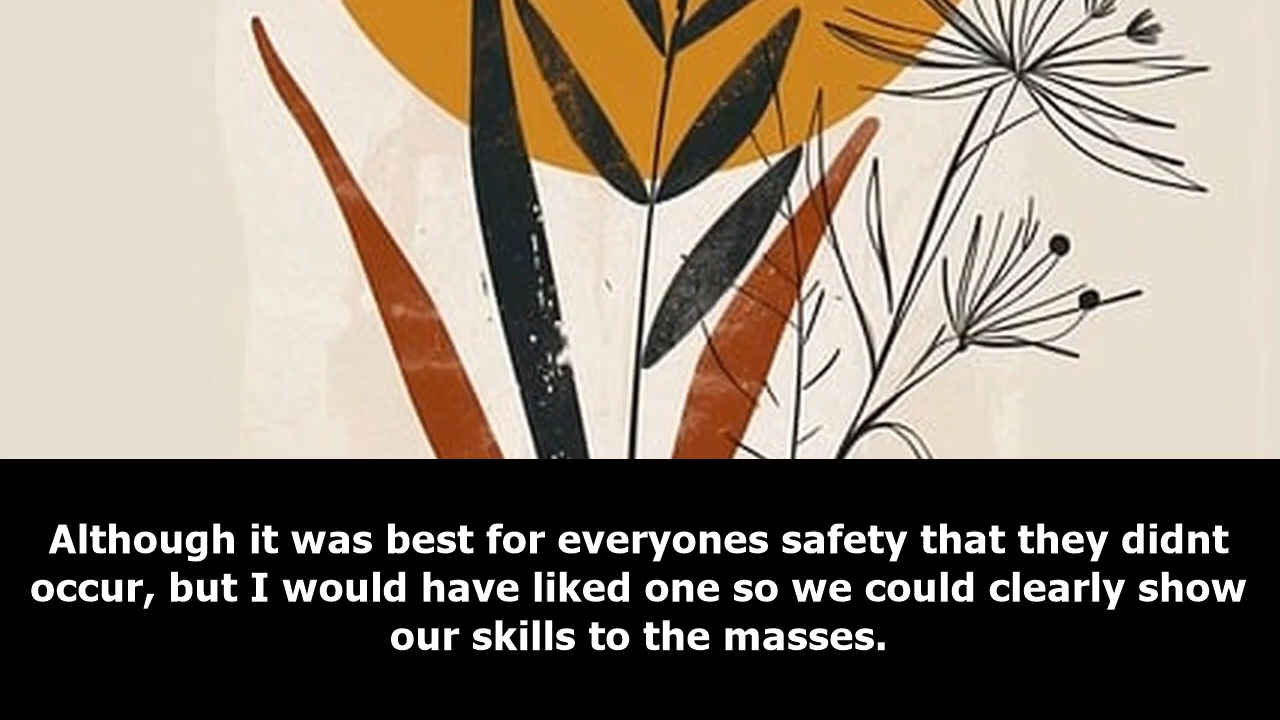 Although it was best for everyones safety that they didnt
occur, but I would have liked one so we could clearly show
our skills to the masses.